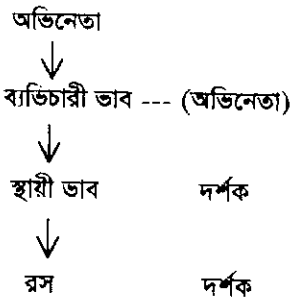 অভিনেতা
ব্যভিচারী ভাব --- (অভিনেতা)
স্থায়ী ভাব দর্শক
রস দর্শক